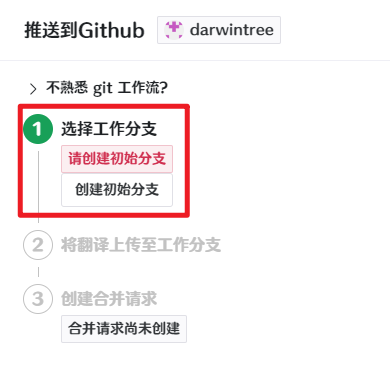 推送到Github darwintree
不熟悉 git 工作流?
1 选择工作分支
请创建初始分支
创建初始分支
2 将翻译上传至工作分支
3 创建合并请求
合并请求尚未创建